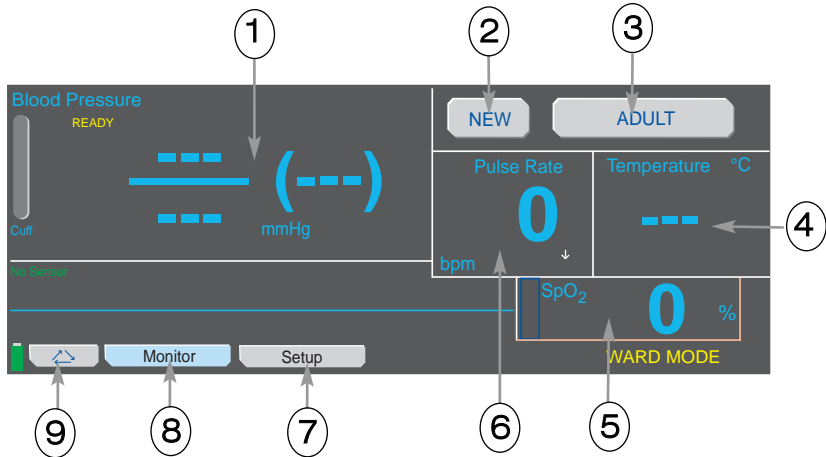 1
2
3
Blood Pressure
READY
NEW
ADULT
--- 
---
(---)
mmHg
Cuff
Pulse Rate
0
bpm
↓
Temperature °C
---
4
No Sensor
SpO2
0
%
WARD MODE
Monitor
Setup
9
8
7
6
5